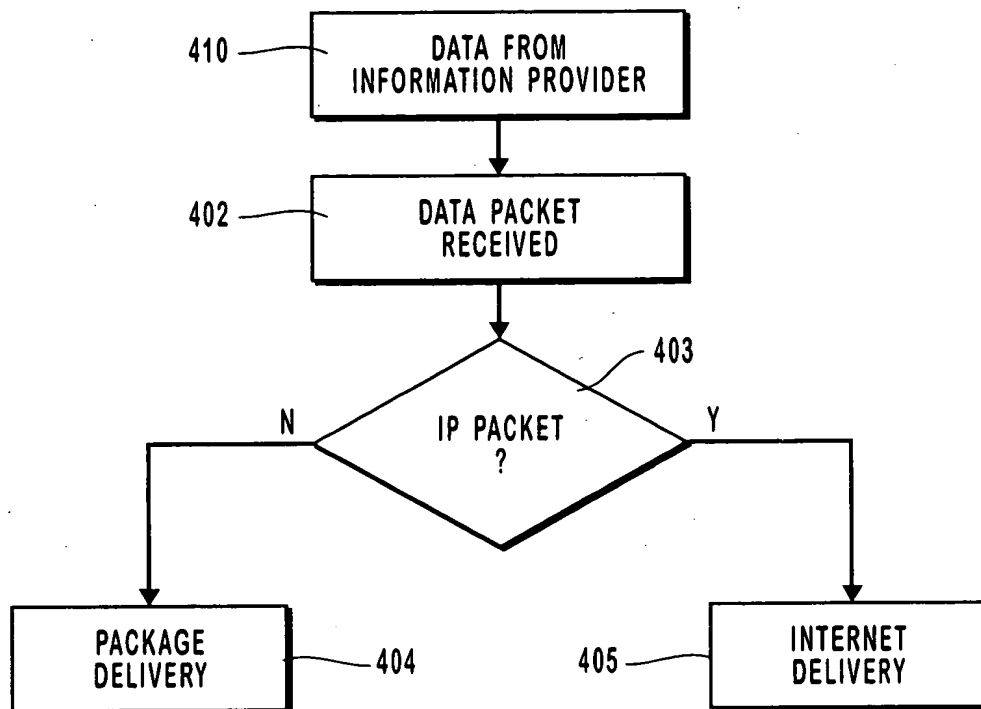 410
DATA FROM
INFORMATION PROVIDER
402
DATA PACKET
RECEIVED
403
N
IP PACKET
?
Y
PACKAGE
DELIVERY
404
405
INTERNET
DELIVERY